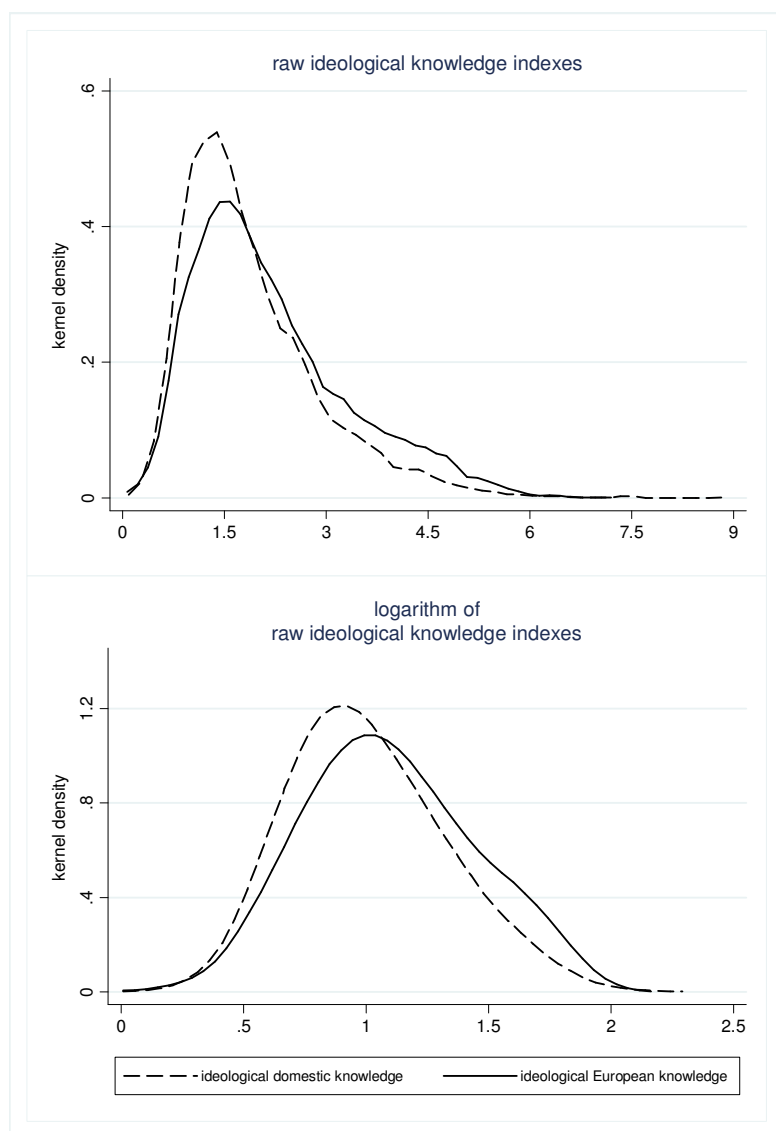 raw ideological knowledge indexes
kernel density
.6
.4
.2
0
0 1.5 3 4.5 6 7.5 9
logarithm of
raw ideological knowledge indexes
kernel density
1.2
.8
.4
0
0 .5 1 1.5 2 2.5
ideological domestic knowledge ideological European knowledge